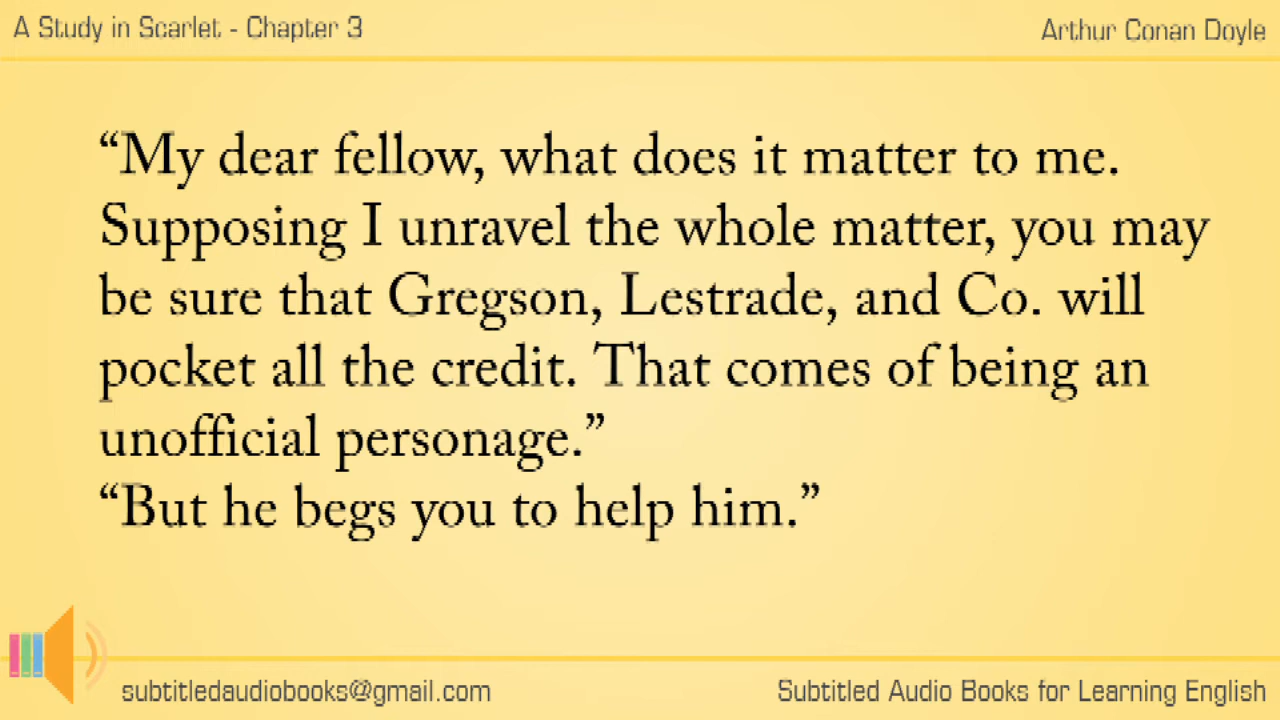 A Study in Scarlet - Chapter 3
Arthur Conan Doyle
“My dear fellow, what does it matter to me.
Supposing I unravel the whole matter, you may
be sure that Gregson, Lestrade, and Co. will
pocket all the credit. That comes of being an
unofficial personage.”
“But he begs you to help him.”
subtitledaudiobooks@gmail.com
Subtitled Audio Books for Learning English